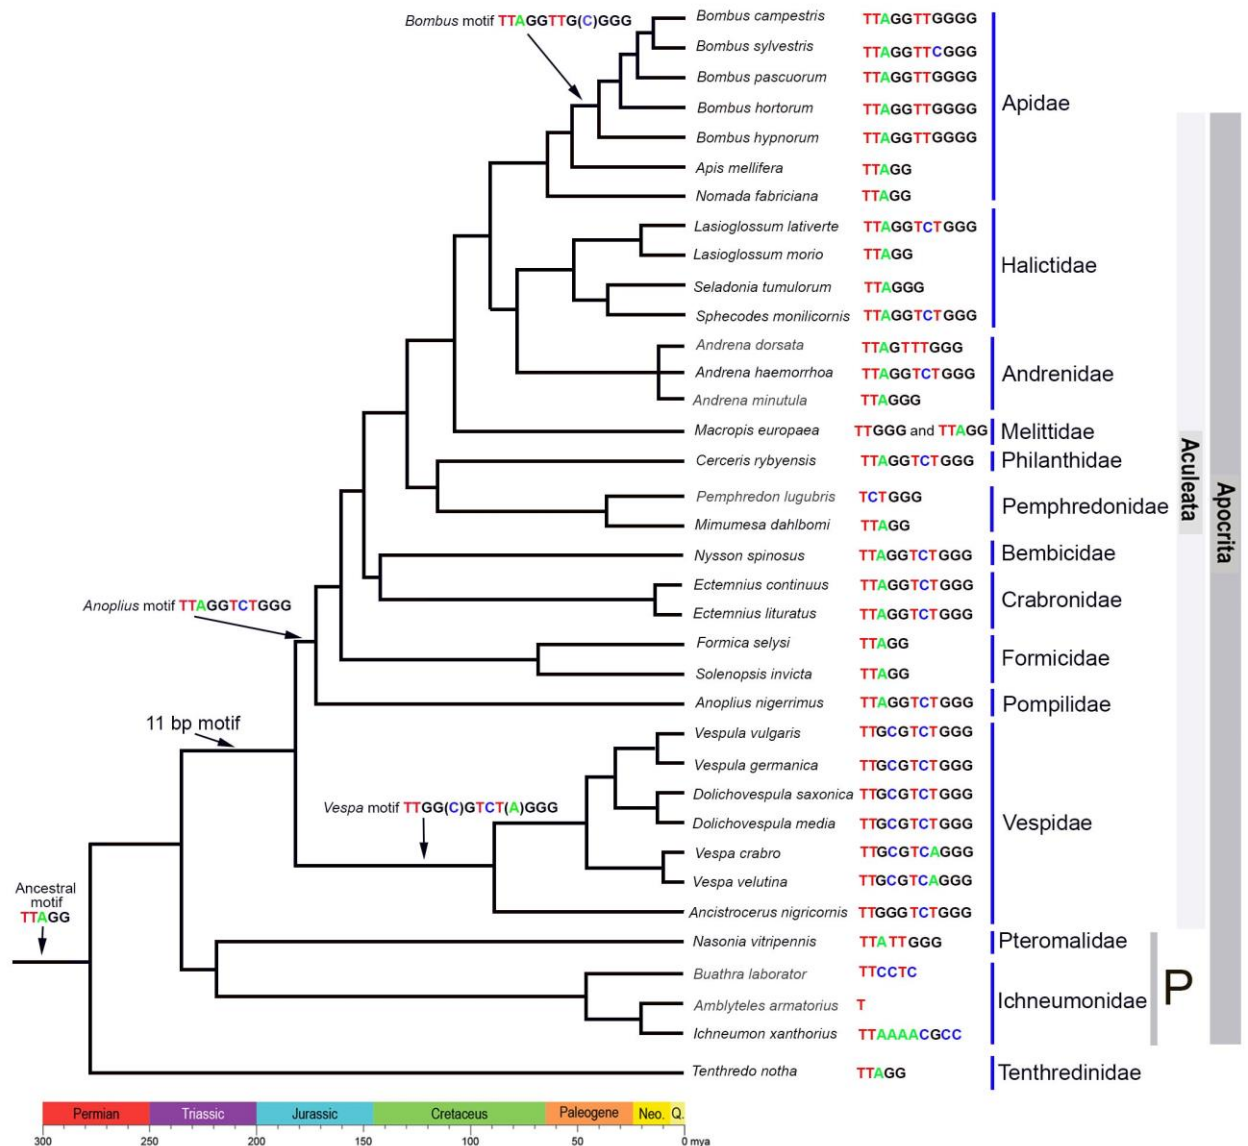 Bombus motif TTAGGTTG(C)GGG
Bombus campestris TTAGGTTGGGG
Bombus sylvestris TTAGGTTCGGG
Bombus pascuorum TTAGGTTGGGG
Bombus hortorum TTAGGTTGGGG
Bombus hypnorum TTAGGTTGGGG
Apis mellifera TTAGG
Nomada fabriciana TTAGG
Apidae
Lasioglossum lativerte TTAGGTCTGGG
Lasioglossum morio TTAGG
Seladonia tumulorum TTAGGG
Sphecodes monilicornis TTAGGTCTGGG
Halictidae
Andrena dorsata TTAGTTTGGG
Andrena haemorrhoa TTAGGTCTGGG
Andrena minutula TTAGGG
Andrenidae
Macropis europaea TTGGG and TTAGG Melittidae
Cerceris rybyensis TTAGGTCTGGG Philanthidae
Pemphredon lugubris TCTGGG
Mimumesa dahlbomi TTAGG
Pemphredonidae
Nysson spinosus TTAGGTCTGGG Bembicidae
Ectemnius continuus TTAGGTCTGGG
Ectemnius lituratus TTAGGTCTGGG
Crabronidae
Anoplius motif TTAGGTCTGGG
Formica selysi TTAGG
Solenopsis invicta TTAGG
Formicidae
Anoplius nigerrimus TTAGGTCTGGG Pompilidae
11 bp motif
Vespula vulgaris TTGCGTCTGGG
Vespula germanica TTGCGTCTGGG
Dolichovespula saxonica TTGCGTCTGGG
Dolichovespula media TTGCGTCTGGG
Vespa crabro TTGCGTCAGGG
Vespa velutina TTGCGTCAGGG
Ancistrocerus nigricornis TTGGGTCTGGG
Vespidae
Vespa motif TTGG(C)GTCT(A)GGG
Ancestral
motif
TTAGG
Nasonia vitripennis TTATTGGG Pteromalidae
Buathra laborator TTCCTC
Amblyteles armatorius T
Ichneumon xanthorius TTAAAACGCC
Ichneumonidae
P
Tenthredo notha TTAGG Tenthredinidae
Aculeata
Apocrita
Permian Triassic Jurassic Cretaceus Paleogene Neo. Q.
300 250 200 150 100 50 0 mya